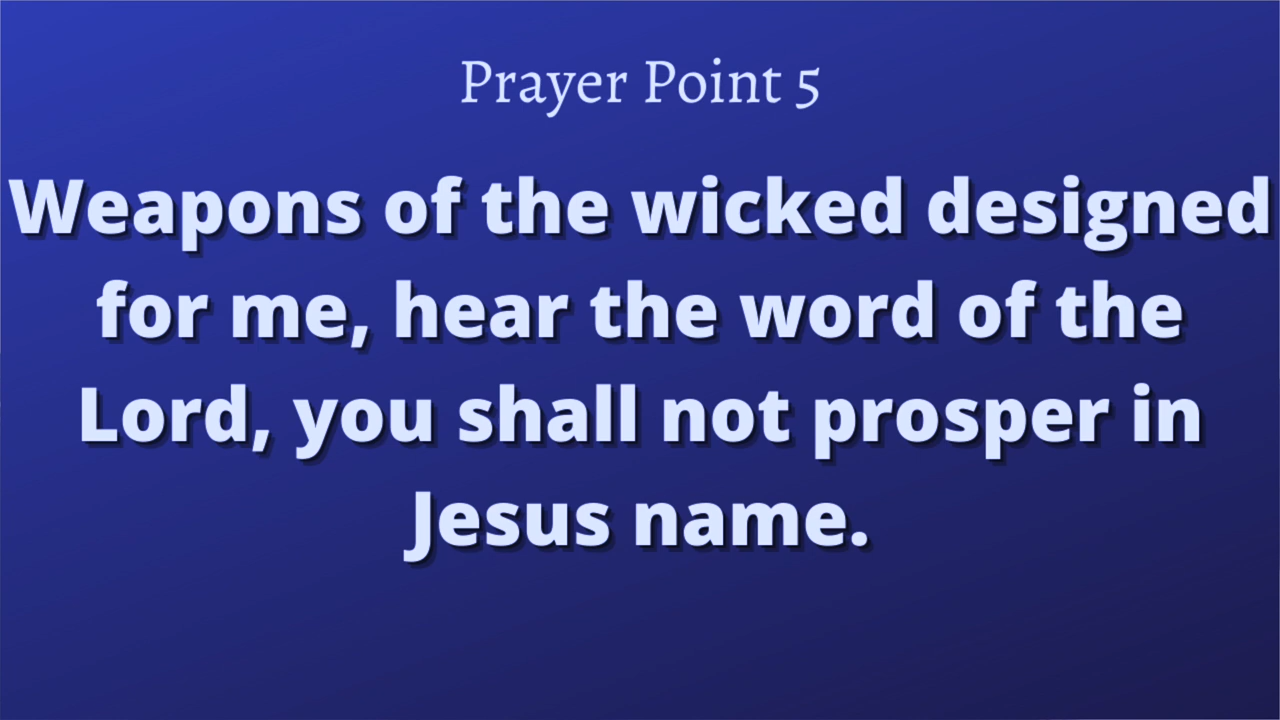 Prayer Point 5
Weapons of the wicked designed
for me, hear the word of the
Lord, you shall not prosper in
Jesus name.